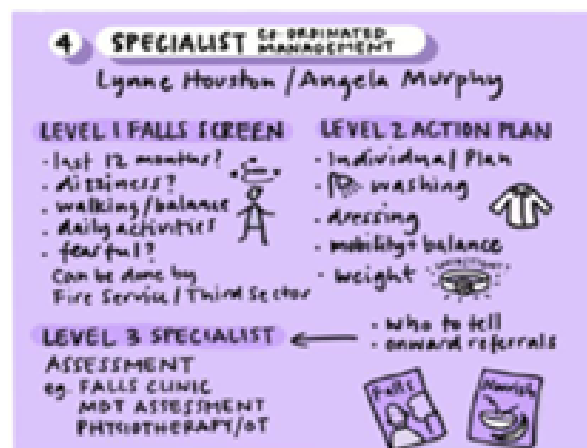 4 SPECIALIST CO-ORDINATED MANAGEMENT
Lynne Houston / Angela Murphy
LEVEL 1 FALLS SCREEN
• last 12 months?
• dizziness?
• walking/balance
• daily activities
• fearful?
Can be done by
Fire Service / Third Sector
LEVEL 2 ACTION PLAN
• Individual Plan
• washing
• dressing
• mobility + balance
• weight
• who to tell
• onward referrals
LEVEL 3 SPECIALIST
ASSESSMENT
eg. FALLS CLINIC
MDT ASSESSMENT
PHYSIOTHERAPY/OT
Falls